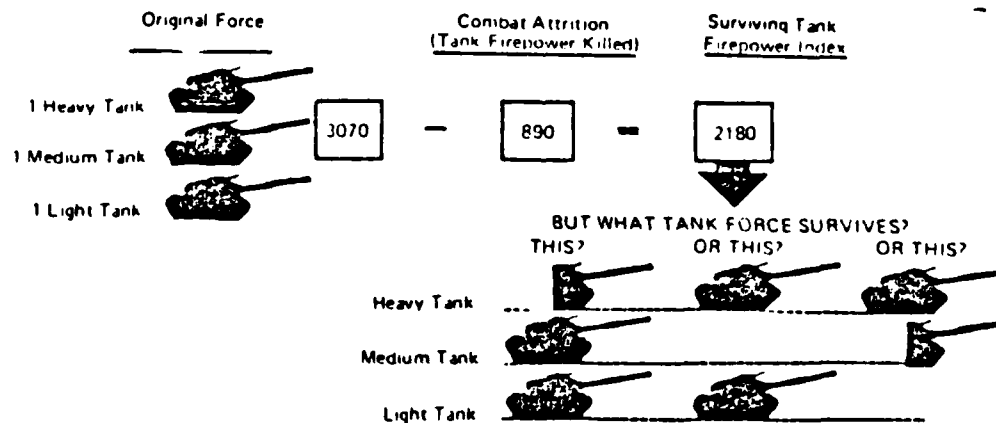 Original Force
Combat Attrition
(Tank Firepower Killed)
Surviving Tank
Firepower Index
1 Heavy Tank
1 Medium Tank
1 Light Tank
3070
−
890
=
2180
BUT WHAT TANK FORCE SURVIVES?
THIS? OR THIS? OR THIS?
Heavy Tank
Medium Tank
Light Tank